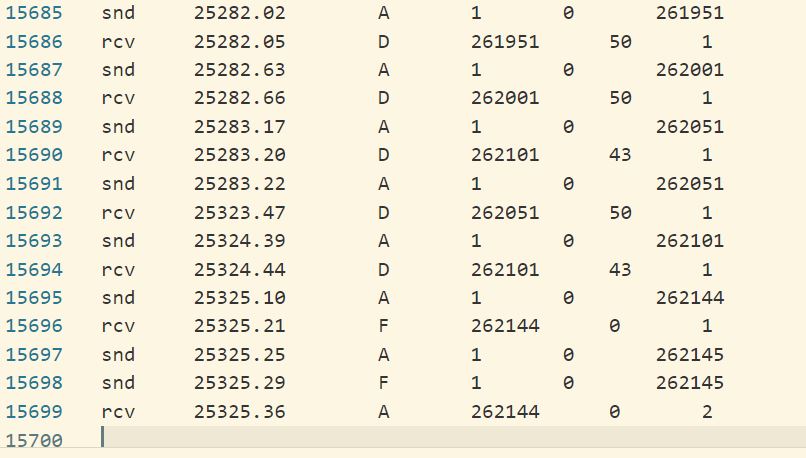 15685 snd 25282.02 A 1 0 261951
15686 rcv 25282.05 D 261951 50 1
15687 snd 25282.63 A 1 0 262001
15688 rcv 25282.66 D 262001 50 1
15689 snd 25283.17 A 1 0 262051
15690 rcv 25283.20 D 262101 43 1
15691 snd 25283.22 A 1 0 262051
15692 rcv 25323.47 D 262051 50 1
15693 snd 25324.39 A 1 0 262101
15694 rcv 25324.44 D 262101 43 1
15695 snd 25325.10 A 1 0 262144
15696 rcv 25325.21 F 262144 0 1
15697 snd 25325.25 A 1 0 262145
15698 snd 25325.29 F 1 0 262145
15699 rcv 25325.36 A 262144 0 2
15700